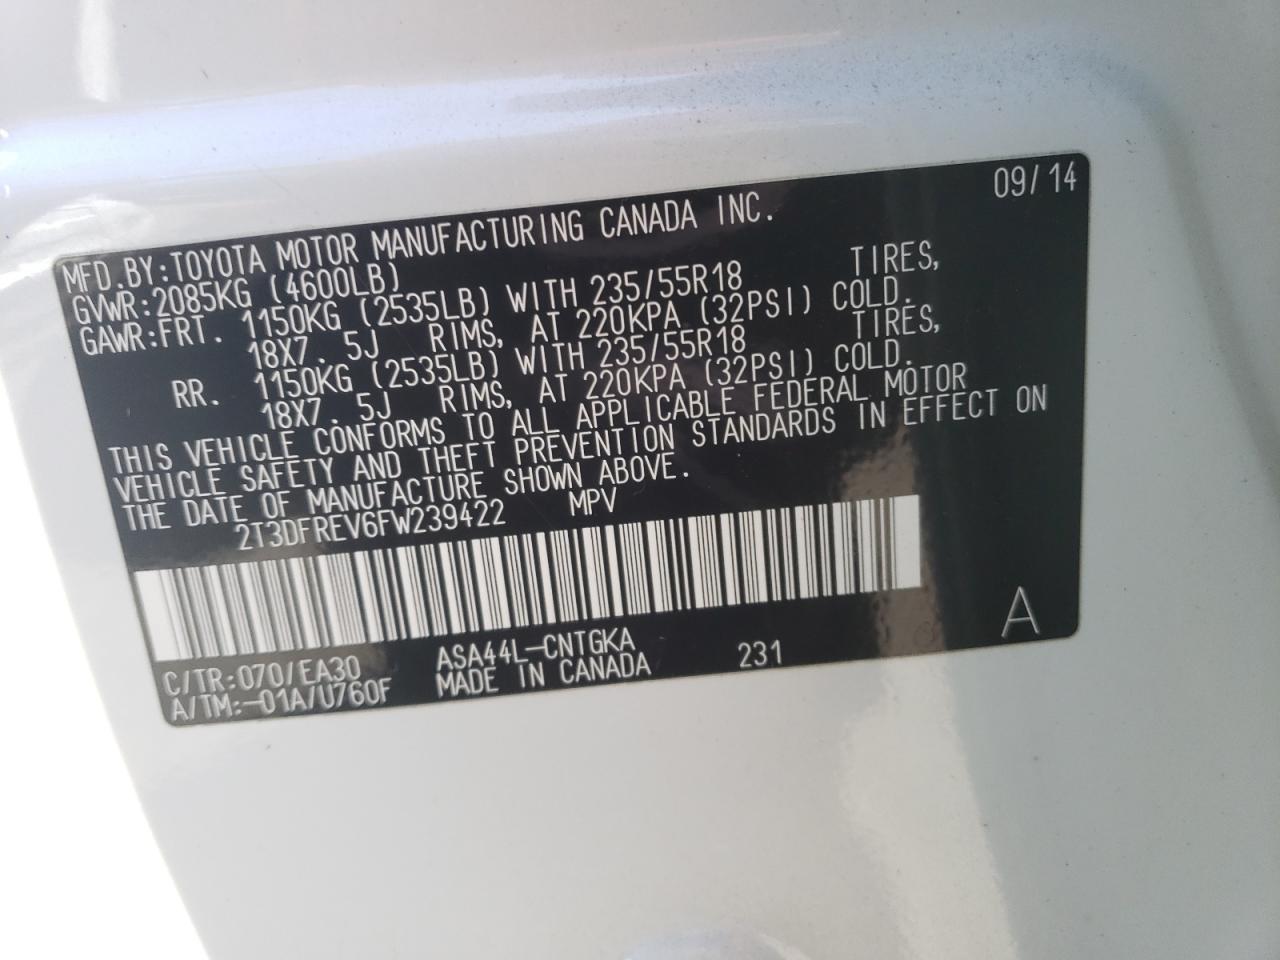 09/14
MFD.BY:TOYOTA MOTOR MANUFACTURING CANADA INC.
GVWR:2085KG (4600LB)
GAWR:FRT. 1150KG (2535LB) WITH 235/55R18 TIRES,
18X7. 5J RIMS, AT 220KPA (32PSI) COLD.
RR. 1150KG (2535LB) WITH 235/55R18 TIRES,
18X7. 5J RIMS, AT 220KPA (32PSI) COLD.
THIS VEHICLE CONFORMS TO ALL APPLICABLE FEDERAL MOTOR
VEHICLE SAFETY AND THEFT PREVENTION STANDARDS IN EFFECT ON
THE DATE OF MANUFACTURE SHOWN ABOVE.
2T3DFREV6FW239422 MPV
C/TR:070/EA30 ASA44L-CNTGKA 231 A
A/TM:-01A/U760F MADE IN CANADA